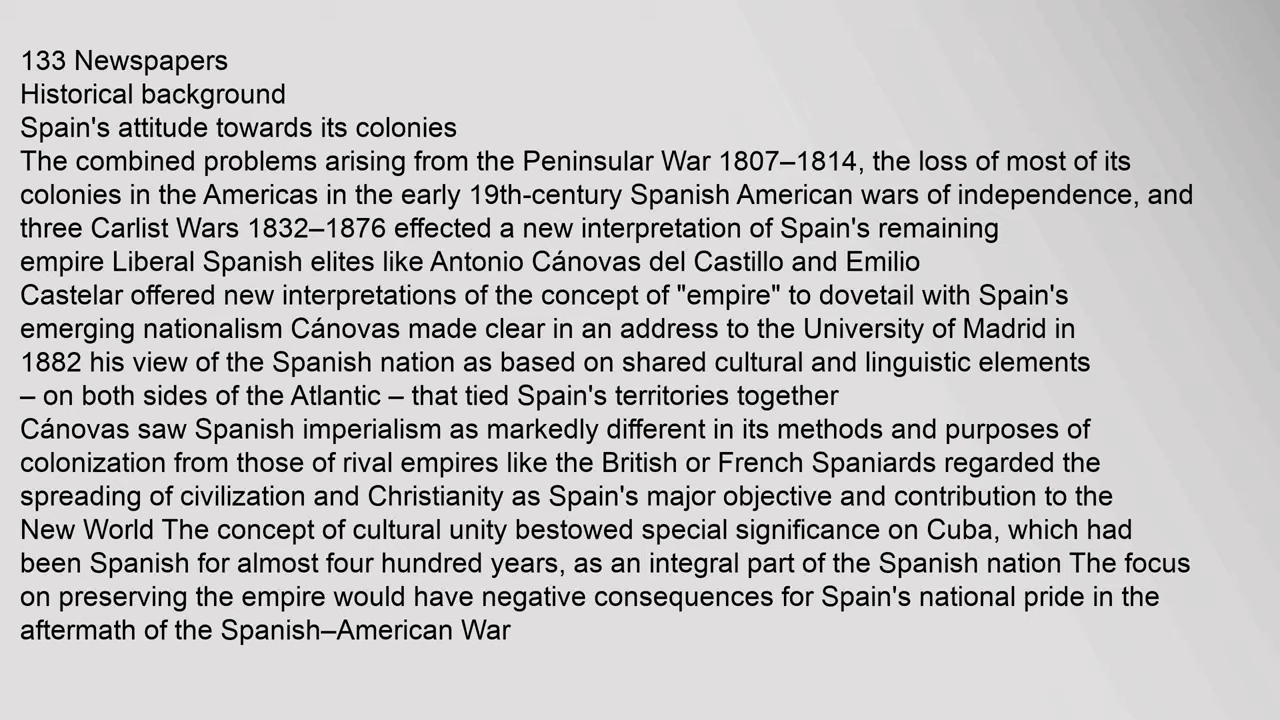 133 Newspapers
Historical background
Spain's attitude towards its colonies
The combined problems arising from the Peninsular War 1807–1814, the loss of most of its
colonies in the Americas in the early 19th-century Spanish American wars of independence, and
three Carlist Wars 1832–1876 effected a new interpretation of Spain's remaining
empire Liberal Spanish elites like Antonio Cánovas del Castillo and Emilio
Castelar offered new interpretations of the concept of "empire" to dovetail with Spain's
emerging nationalism Cánovas made clear in an address to the University of Madrid in
1882 his view of the Spanish nation as based on shared cultural and linguistic elements
– on both sides of the Atlantic – that tied Spain's territories together
Cánovas saw Spanish imperialism as markedly different in its methods and purposes of
colonization from those of rival empires like the British or French Spaniards regarded the
spreading of civilization and Christianity as Spain's major objective and contribution to the
New World The concept of cultural unity bestowed special significance on Cuba, which had
been Spanish for almost four hundred years, as an integral part of the Spanish nation The focus
on preserving the empire would have negative consequences for Spain's national pride in the
aftermath of the Spanish–American War